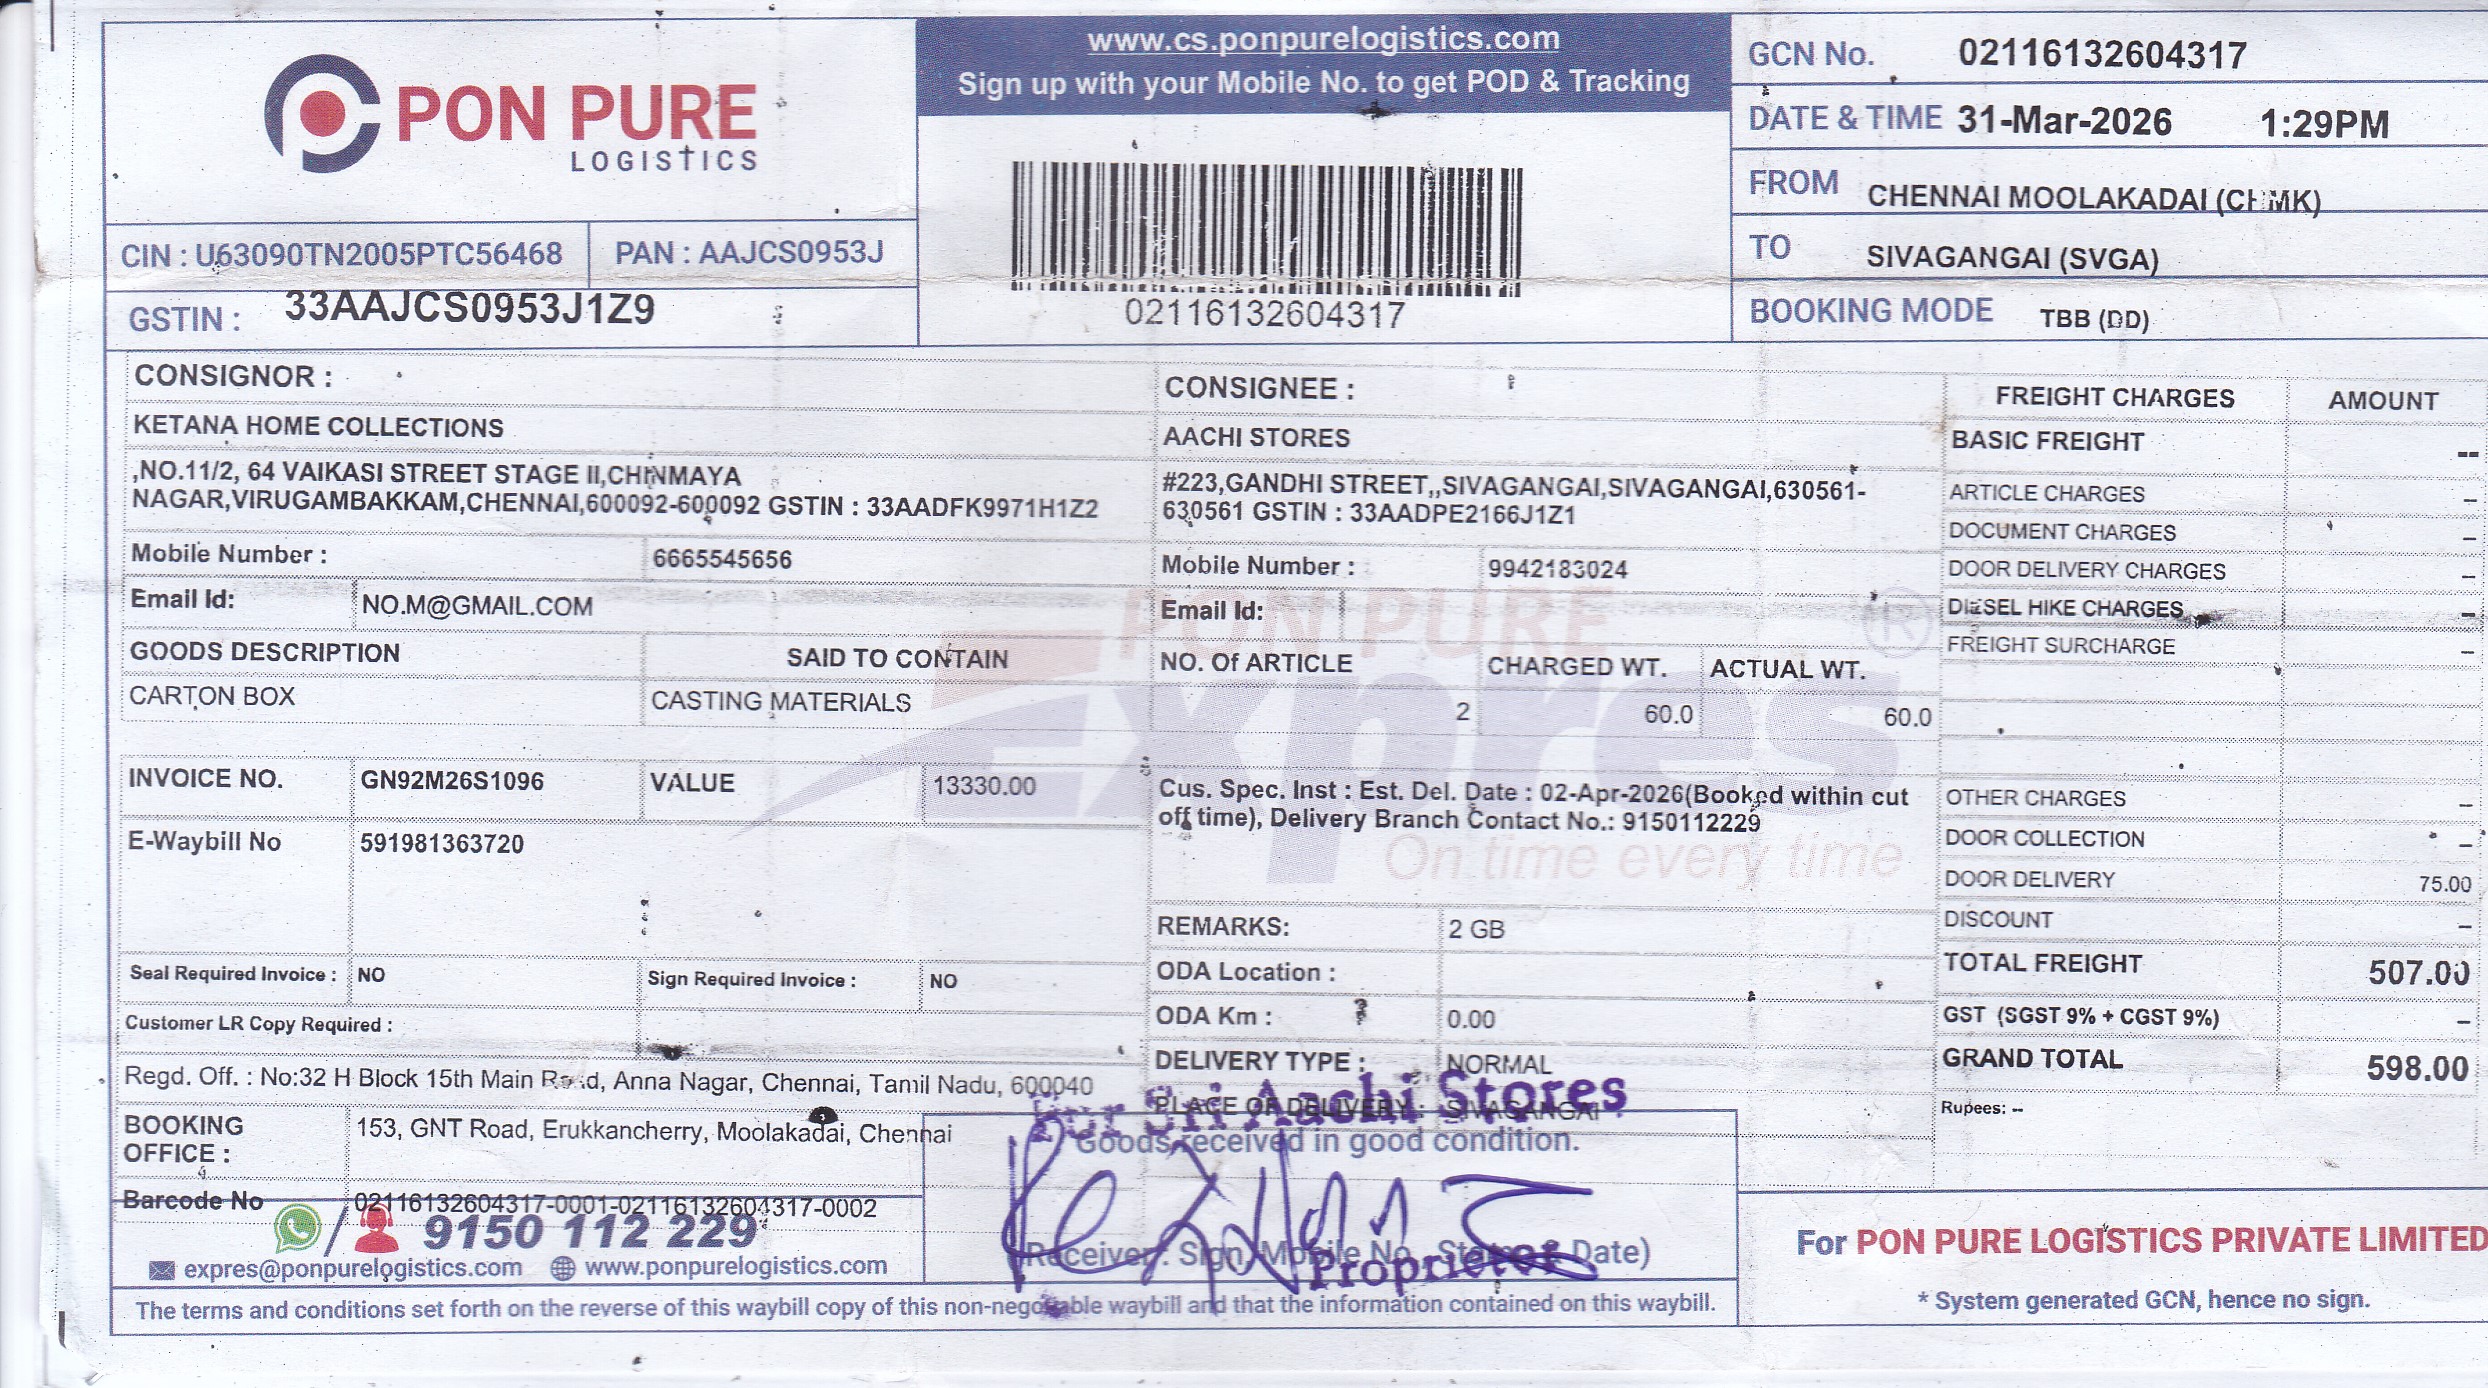 PON PURE
LOGISTICS
www.cs.ponpurelogistics.com
Sign up with your Mobile No. to get POD & Tracking
02116132604317
GCN No. 02116132604317
DATE & TIME 31-Mar-2026 1:29PM
FROM CHENNAI MOOLAKADAI (CHMK)
TO SIVAGANGAI (SVGA)
BOOKING MODE TBB (DD)
CIN : U63090TN2005PTC56468 PAN : AAJCS0953J
GSTIN : 33AAJCS0953J1Z9
CONSIGNOR :
KETANA HOME COLLECTIONS
,NO.11/2, 64 VAIKASI STREET STAGE II,CHINMAYA
NAGAR,VIRUGAMBAKKAM,CHENNAI,600092-600092 GSTIN : 33AADFK9971H1Z2
Mobile Number : 6665545656
Email Id: NO.M@GMAIL.COM
GOODS DESCRIPTION SAID TO CONTAIN
CARTON BOX CASTING MATERIALS
INVOICE NO. GN92M26S1096 VALUE 13330.00
E-Waybill No 591981363720
Seal Required Invoice : NO Sign Required Invoice : NO
Customer LR Copy Required :
Regd. Off. : No:32 H Block 15th Main Road, Anna Nagar, Chennai, Tamil Nadu, 600040
BOOKING
OFFICE :
153, GNT Road, Erukkancherry, Moolakadai, Chennai
Barcode No 02116132604317-0001-02116132604317-0002
/ 9150 112 229
expres@ponpurelogistics.com www.ponpurelogistics.com
The terms and conditions set forth on the reverse of this waybill copy of this non-negotiable waybill and that the information contained on this waybill.
CONSIGNEE :
AACHI STORES
#223,GANDHI STREET,,SIVAGANGAI,SIVAGANGAI,630561-
630561 GSTIN : 33AADPE2166J1Z1
Mobile Number : 9942183024
Email Id:
NO. Of ARTICLE CHARGED WT. ACTUAL WT.
2 60.0 60.0
PON PURE ®
Expres
On time every time
Cus. Spec. Inst : Est. Del. Date : 02-Apr-2026(Booked within cut
off time), Delivery Branch Contact No.: 9150112229
REMARKS: 2 GB
ODA Location :
ODA Km : 0.00
DELIVERY TYPE : NORMAL
PLACE OF DELIVERY : SIVAGANGAI
For Sri Aachi Stores
Goods received in good condition.
(Receiver: Sign, Mobile No, & Date)
Proprietor
FREIGHT CHARGES AMOUNT
BASIC FREIGHT --
ARTICLE CHARGES –
DOCUMENT CHARGES –
DOOR DELIVERY CHARGES –
DIESEL HIKE CHARGES –
FREIGHT SURCHARGE –
OTHER CHARGES –
DOOR COLLECTION –
DOOR DELIVERY 75.00
DISCOUNT –
TOTAL FREIGHT 507.00
GST (SGST 9% + CGST 9%) –
GRAND TOTAL 598.00
Rupees: --
For PON PURE LOGISTICS PRIVATE LIMITED
* System generated GCN, hence no sign.